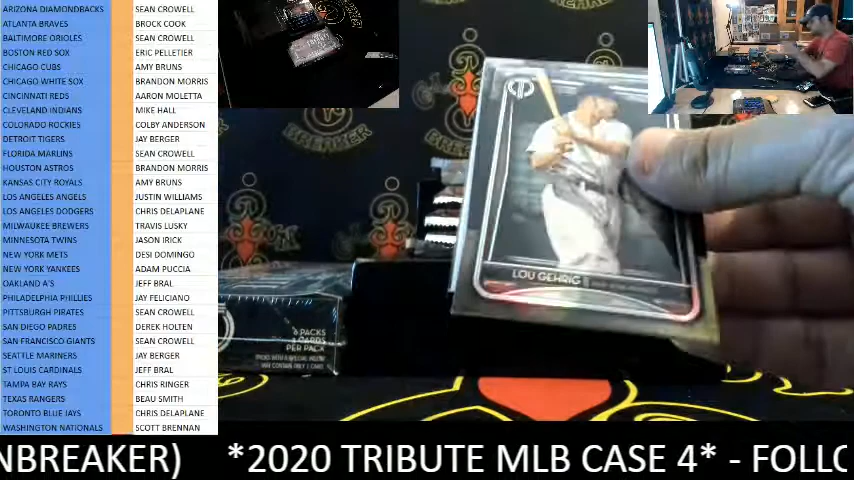 ARIZONA DIAMONDBACKS SEAN CROWELL
ATLANTA BRAVES BROCK COOK
BALTIMORE ORIOLES SEAN CROWELL
BOSTON RED SOX ERIC PELLETIER
CHICAGO CUBS AMY BRUNS
CHICAGO WHITE SOX BRANDON MORRIS
CINCINNATI REDS AARON MOLETTA
CLEVELAND INDIANS MIKE HALL
COLORADO ROCKIES COLBY ANDERSON
DETROIT TIGERS JAY BERGER
FLORIDA MARLINS SEAN CROWELL
HOUSTON ASTROS BRANDON MORRIS
KANSAS CITY ROYALS AMY BRUNS
LOS ANGELES ANGELS JUSTIN WILLIAMS
LOS ANGELES DODGERS CHRIS DELAPLANE
MILWAUKEE BREWERS TRAVIS LUSKY
MINNESOTA TWINS JASON IRICK
NEW YORK METS DESI DOMINGO
NEW YORK YANKEES ADAM PUCCIA
OAKLAND A'S JEFF BRAL
PHILADELPHIA PHILLIES JAY FELICIANO
PITTSBURGH PIRATES SEAN CROWELL
SAN DIEGO PADRES DEREK HOLTEN
SAN FRANCISCO GIANTS SEAN CROWELL
SEATTLE MARINERS JAY BERGER
ST LOUIS CARDINALS JEFF BRAL
TAMPA BAY RAYS CHRIS RINGER
TEXAS RANGERS BEAU SMITH
TORONTO BLUE JAYS CHRIS DELAPLANE
WASHINGTON NATIONALS SCOTT BRENNAN
LOU GEHRIG
6 PACKS
CARDS
PER PACK
BREAKER
NBREAKER) *2020 TRIBUTE MLB CASE 4* - FOLLO